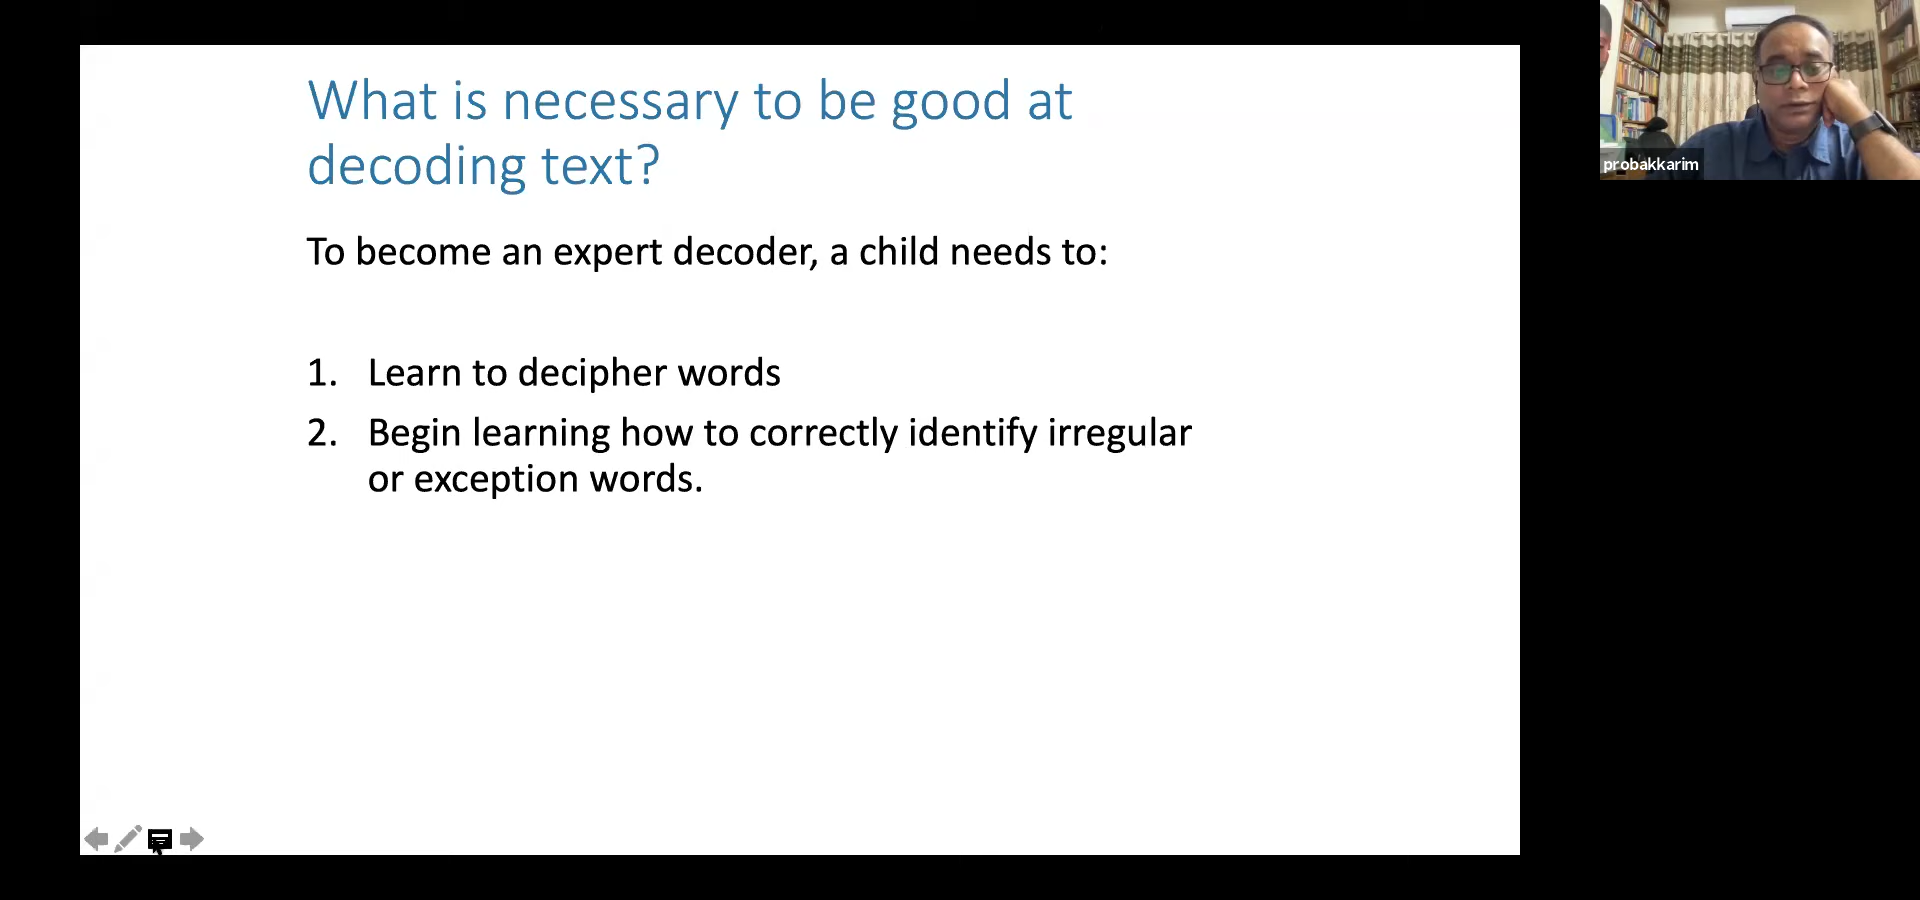 What is necessary to be good at
decoding text?
To become an expert decoder, a child needs to:
1. Learn to decipher words
2. Begin learning how to correctly identify irregular
or exception words.
probakkarim